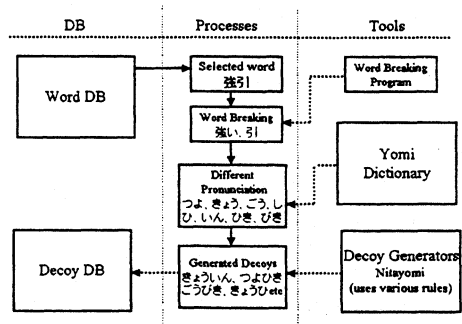 DB
Processes
Tools
Word DB
Selected word
強引
Word Breaking
Program
Word Breaking
強い、引
Different
Pronunciation
つよ、きょう、ごう、し
ひ、いん、ひき、びき
Yomi
Dictionary
Decoy DB
Generated Decoys
きょういん、つよひき
ごうびき、きょうひetc
Decoy Generators
Nitayomi
(uses various rules)